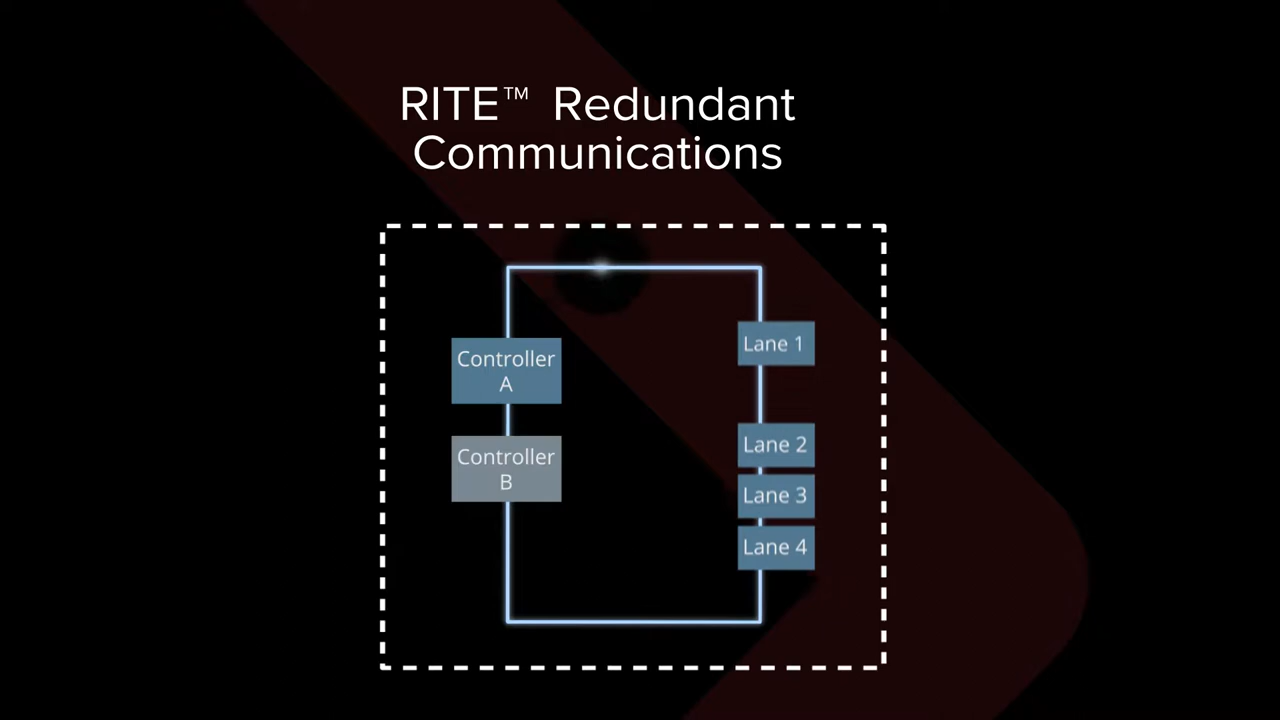 RITE™ Redundant
Communications
Controller
A
Controller
B
Lane 1
Lane 2
Lane 3
Lane 4